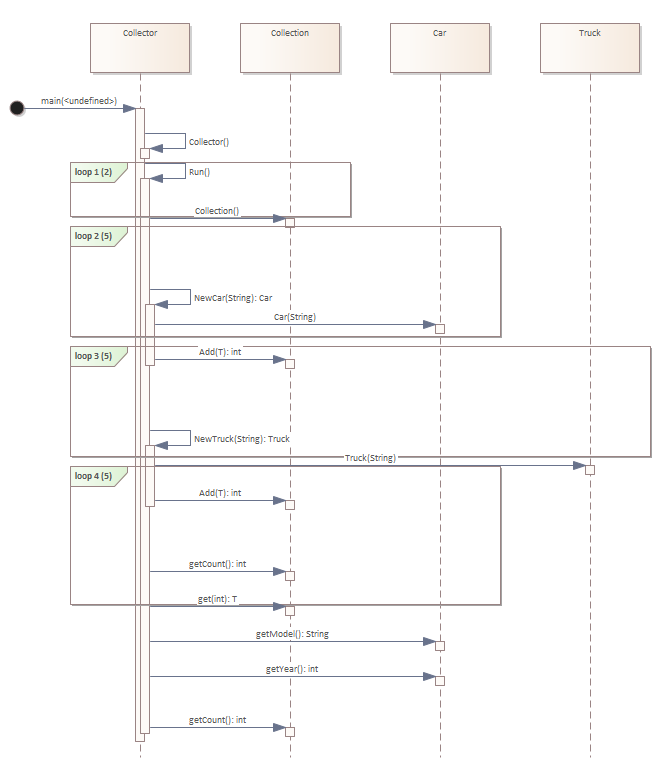 Collector
Collection
Car
Truck
main(<undefined>)
Collector()
loop 1 (2)
Run()
Collection()
loop 2 (5)
NewCar(String): Car
Car(String)
loop 3 (5)
Add(T): int
NewTruck(String): Truck
Truck(String)
loop 4 (5)
Add(T): int
getCount(): int
get(int): T
getModel(): String
getYear(): int
getCount(): int